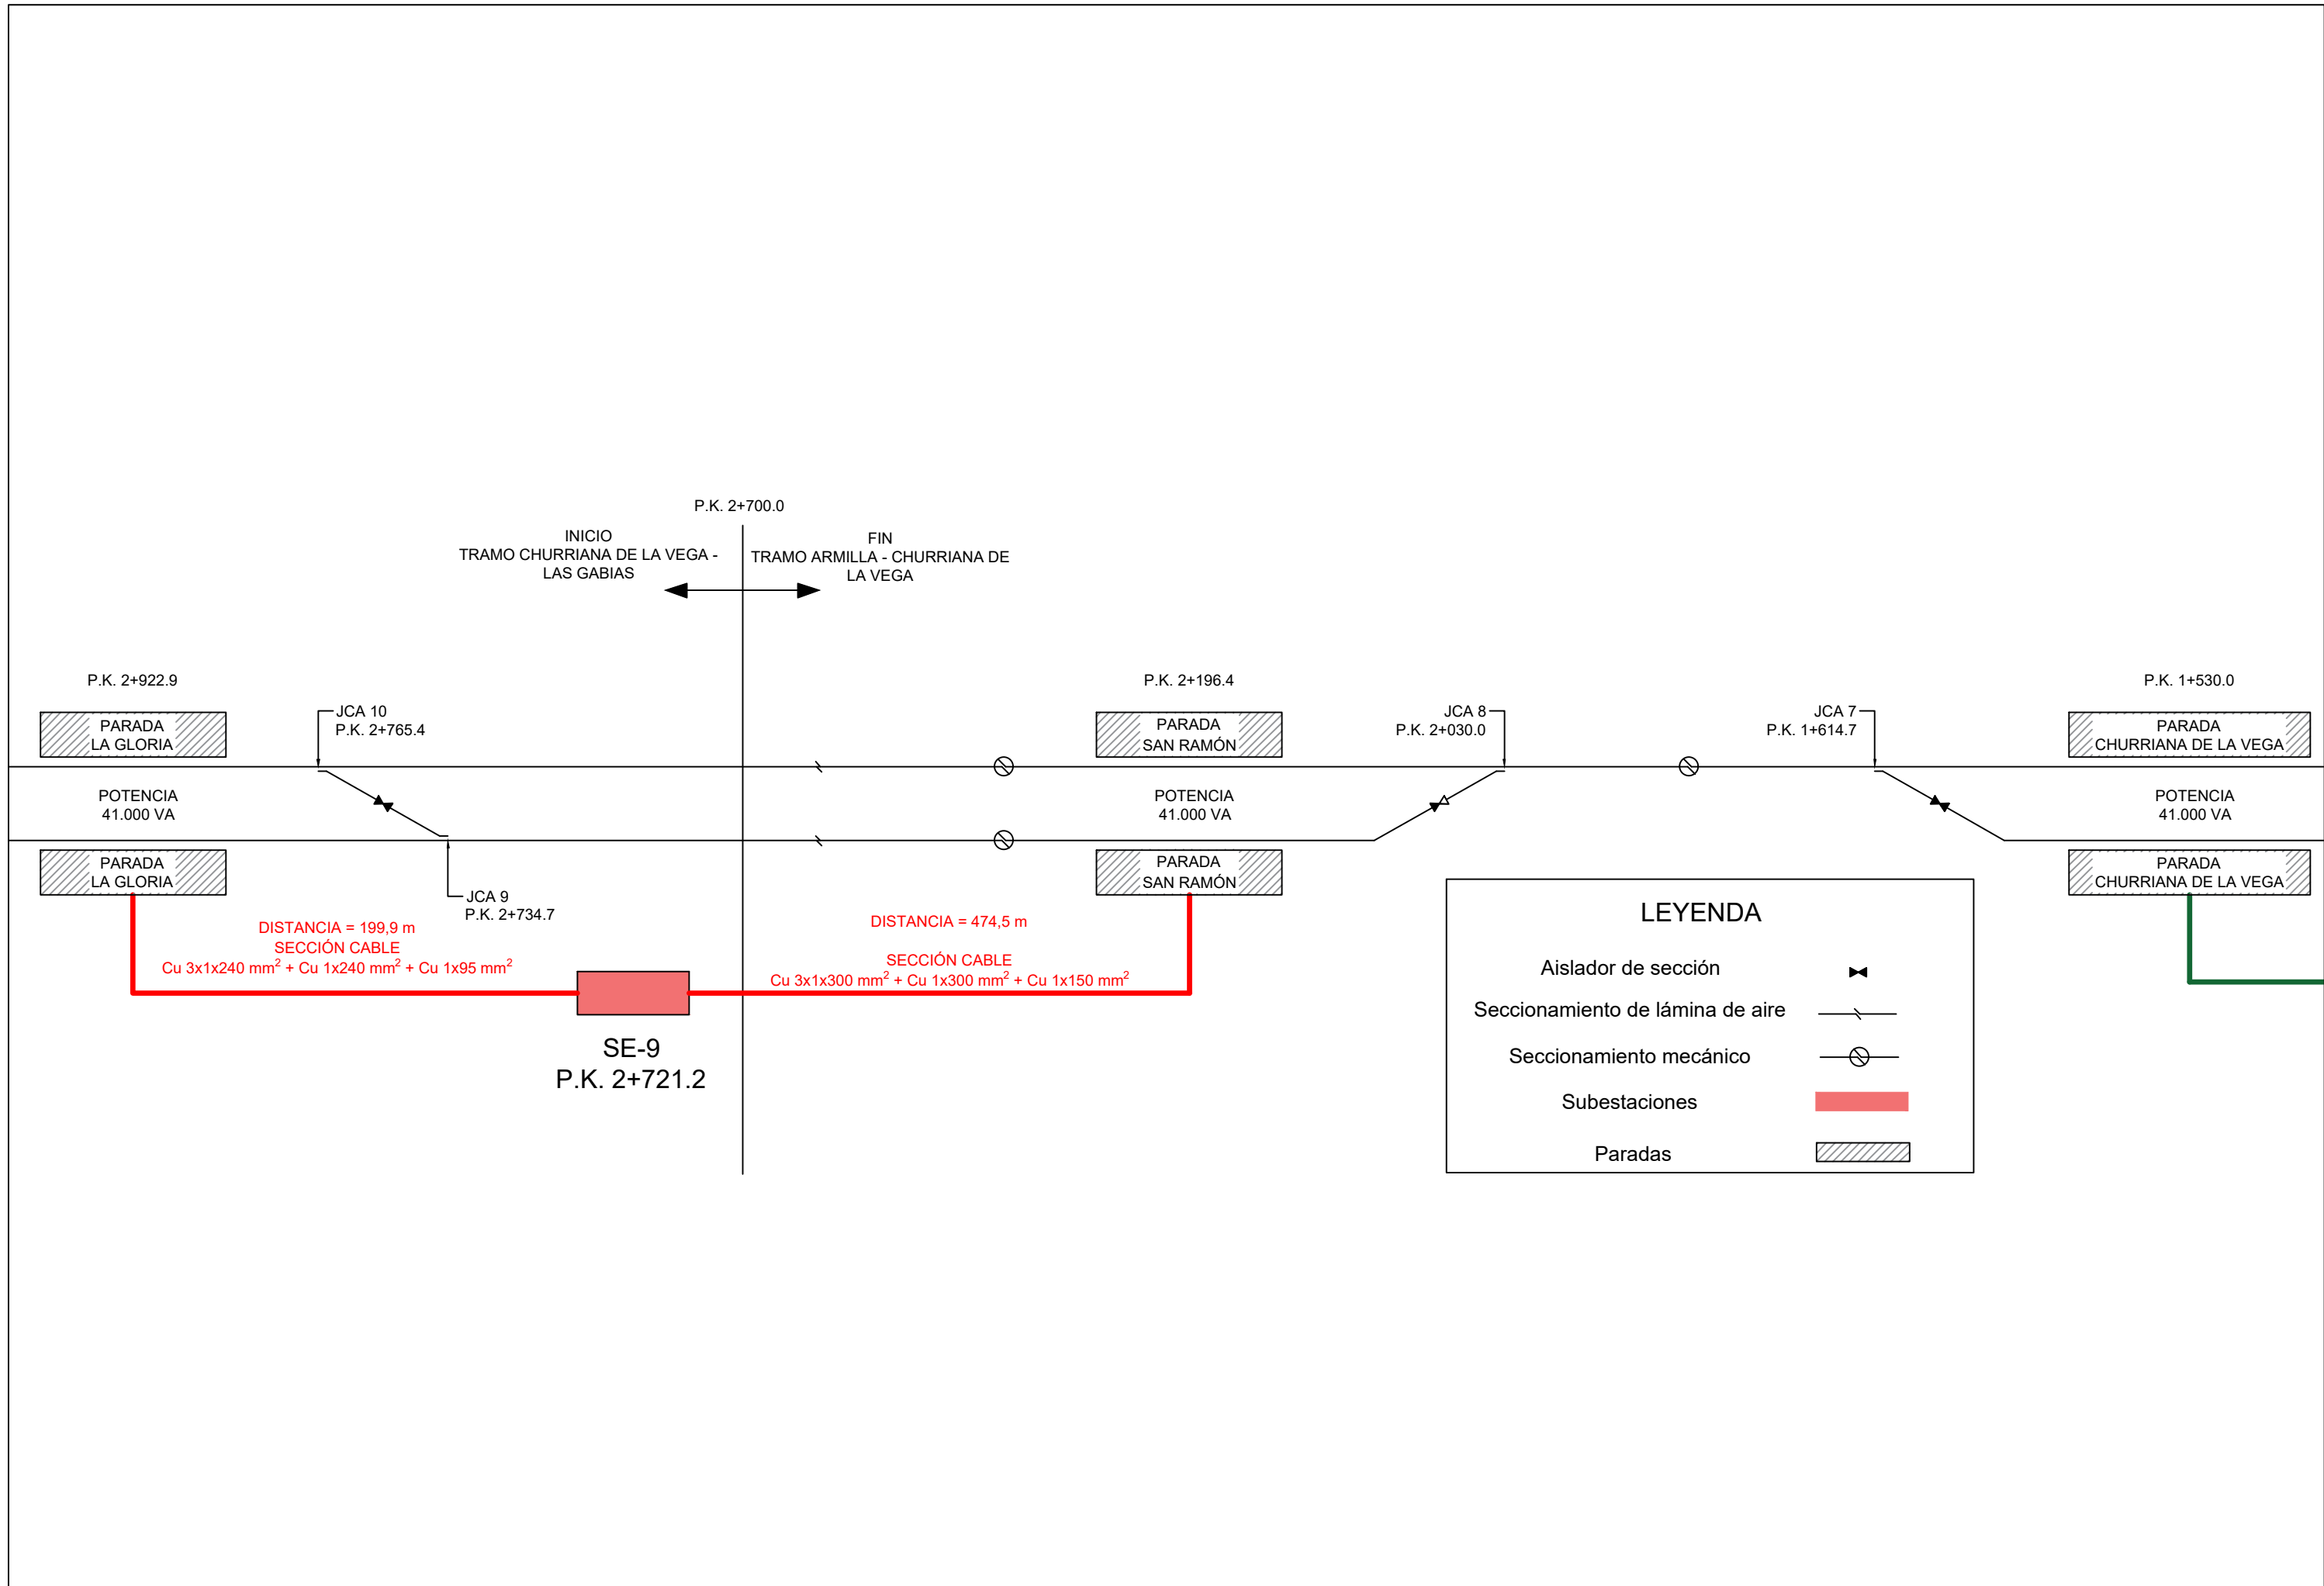 P.K. 2+700.0
INICIO
TRAMO CHURRIANA DE LA VEGA -
LAS GABIAS
FIN
TRAMO ARMILLA - CHURRIANA DE
LA VEGA
P.K. 2+922.9
P.K. 2+196.4
P.K. 1+530.0
PARADA
LA GLORIA
JCA 10
P.K. 2+765.4
PARADA
SAN RAMÓN
JCA 8
P.K. 2+030.0
JCA 7
P.K. 1+614.7
PARADA
CHURRIANA DE LA VEGA
POTENCIA
41.000 VA
POTENCIA
41.000 VA
POTENCIA
41.000 VA
PARADA
LA GLORIA
JCA 9
P.K. 2+734.7
PARADA
SAN RAMÓN
PARADA
CHURRIANA DE LA VEGA
DISTANCIA = 199,9 m
SECCIÓN CABLE
Cu 3x1x240 mm² + Cu 1x240 mm² + Cu 1x95 mm²
DISTANCIA = 474,5 m
SECCIÓN CABLE
Cu 3x1x300 mm² + Cu 1x300 mm² + Cu 1x150 mm²
SE-9
P.K. 2+721.2
LEYENDA
Aislador de sección
Seccionamiento de lámina de aire
Seccionamiento mecánico
Subestaciones
Paradas